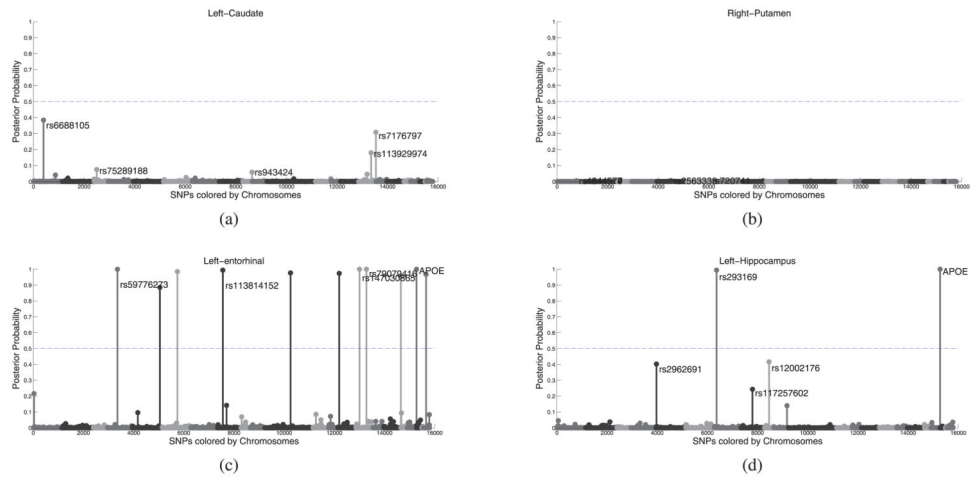 Left-Caudate
Posterior Probability
1
0.9
0.8
0.7
0.6
0.5
0.4
0.3
0.2
0.1
0
rs6688105
rs7176797
rs113929974
rs75289188
rs943424
0 2000 4000 6000 8000 10000 12000 14000 16000
SNPs colored by Chromosomes
(a)
Right-Putamen
Posterior Probability
1
0.9
0.8
0.7
0.6
0.5
0.4
0.3
0.2
0.1
0
0 2000 4000 6000 8000 10000 12000 14000 16000
SNPs colored by Chromosomes
(b)
Left-entorhinal
Posterior Probability
1
0.9
0.8
0.7
0.6
0.5
0.4
0.3
0.2
0.1
0
APOE
rs59776273
rs113814152
0 2000 4000 6000 8000 10000 12000 14000 16000
SNPs colored by Chromosomes
(c)
Left-Hippocampus
Posterior Probability
1
0.9
0.8
0.7
0.6
0.5
0.4
0.3
0.2
0.1
0
APOE
rs293169
rs2962691
rs12002176
rs117257602
0 2000 4000 6000 8000 10000 12000 14000 16000
SNPs colored by Chromosomes
(d)